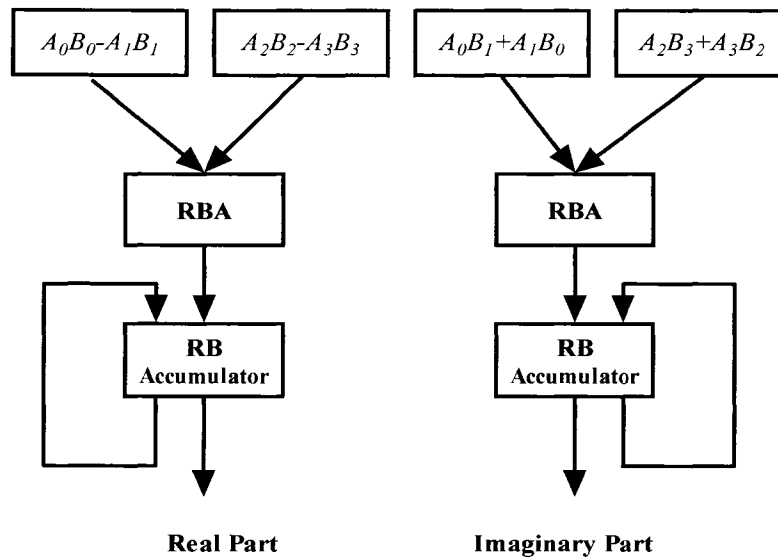 A₀B₀-A₁B₁ A₂B₂-A₃B₃ A₀B₁+A₁B₀ A₂B₃+A₃B₂
RBA RBA
RB RB
Accumulator Accumulator
Real Part Imaginary Part